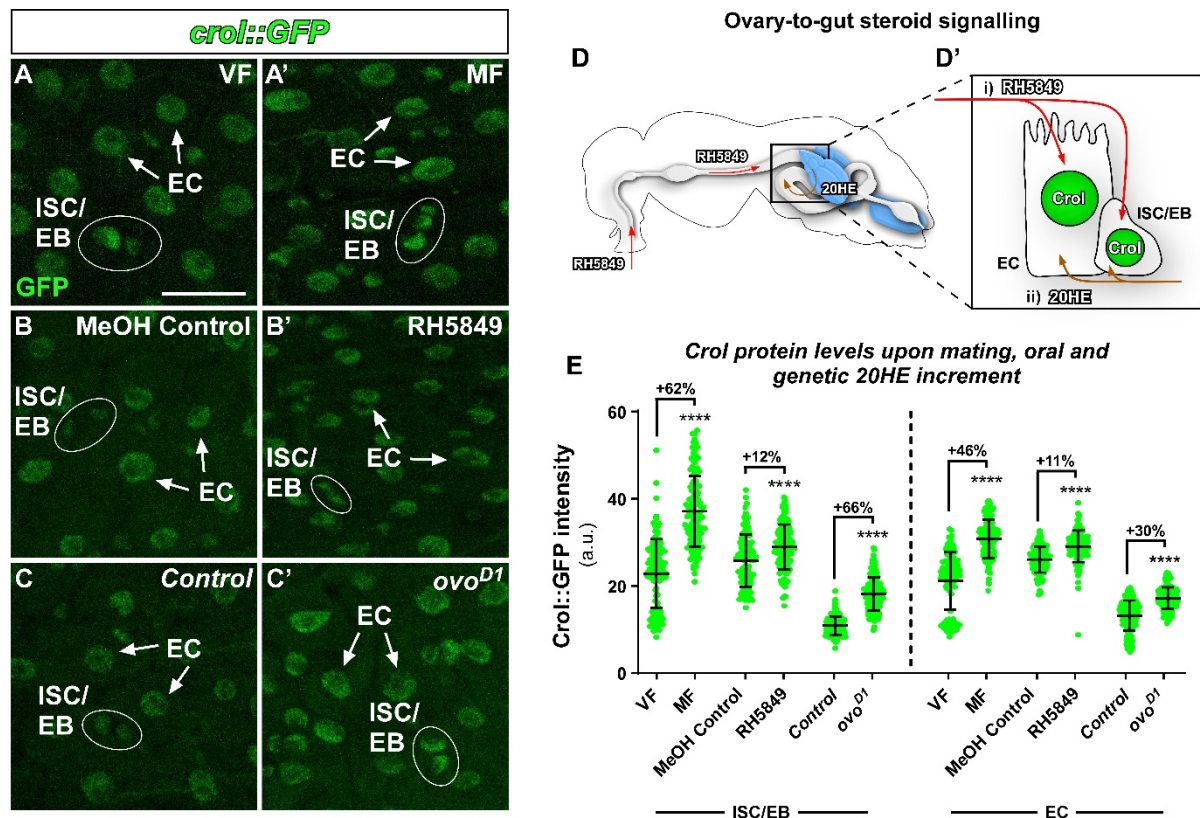 crol::GFP
A
VF
EC
ISC/
EB
GFP
A'
MF
EC
ISC/
EB
B
MeOH Control
ISC/
EB
EC
B'
RH5849
EC
ISC/
EB
C
Control
EC
ISC/
EB
C'
ovoD1
EC
ISC/
EB
Ovary-to-gut steroid signalling
D
RH5849
20HE
RH5849
D'
i) RH5849
Crol
ISC/EB
Crol
EC
ii) 20HE
E
Crol protein levels upon mating, oral and
genetic 20HE increment
Crol::GFP intensity
(a.u.)
60
40
20
0
+62%
****
+12%
****
+66%
****
+46%
****
+11%
****
+30%
****
VF
MF
MeOH Control
RH5849
Control
ovoD1
VF
MF
MeOH Control
RH5849
Control
ovoD1
ISC/EB
EC